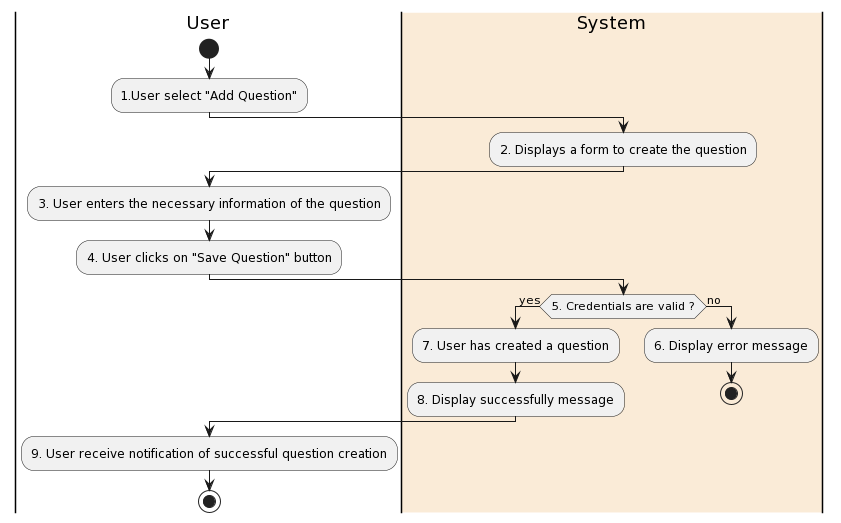 User
System
1.User select "Add Question"
2. Displays a form to create the question
3. User enters the necessary information of the question
4. User clicks on "Save Question" button
yes
5. Credentials are valid ?
no
7. User has created a question
6. Display error message
8. Display successfully message
9. User receive notification of successful question creation